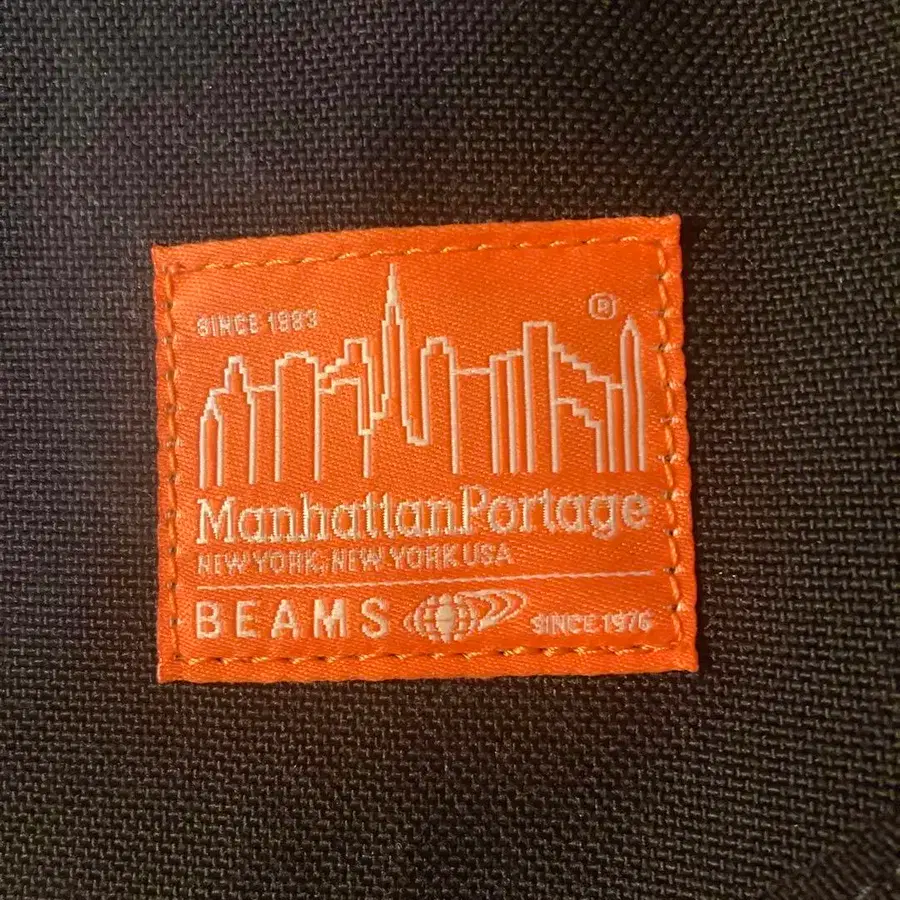 SINCE 1983
®
ManhattanPortage
NEW YORK, NEW YORK USA
BEAMS
SINCE 1976